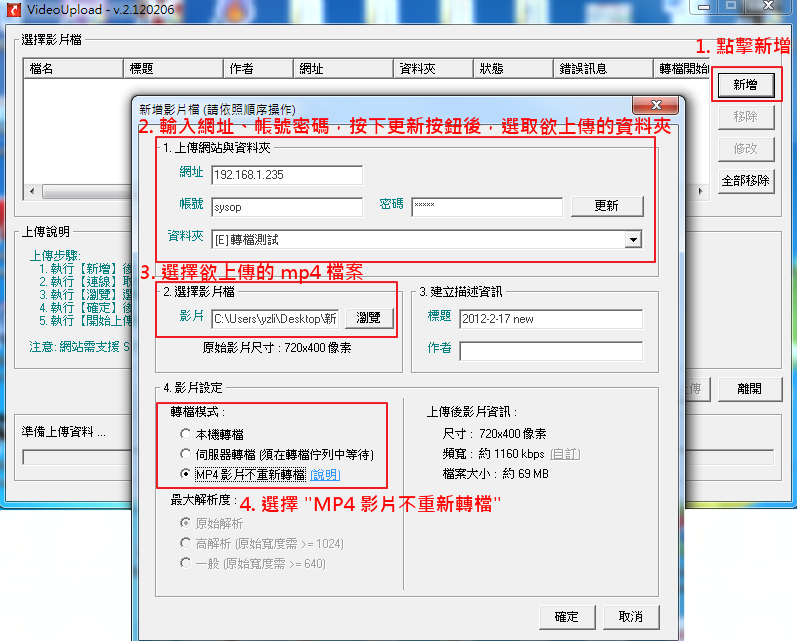 VideoUpload - v.2.120206
選擇影片檔
1. 點擊新增
檔名 標題 作者 網址 資料夾 狀態 錯誤訊息 轉檔開始
新增
移除
修改
全部移除
新增影片檔 (請依照順序操作)
2. 輸入網址、帳號密碼，按下更新按鈕後，選取欲上傳的資料夾
1. 上傳網站與資料夾
網址 192.168.1.235
帳號 sysop 密碼 ***** 更新
資料夾 [E] 轉檔測試
上傳說明
上傳步驟:
1. 執行【新增】後
2. 執行【連線】取
3. 執行【瀏覽】選
4. 執行【確定】後
5. 執行【開始上傳
注意: 網站需支援 S
3. 選擇欲上傳的 mp4 檔案
2. 選擇影片檔
影片 C:\Users\yzli\Desktop\新 瀏覽
原始影片尺寸 : 720x400 像素
3. 建立描述資訊
標題 2012-2-17 new
作者
傳 離開
準備上傳資料 ...
4. 影片設定
轉檔模式 :
本機轉檔
伺服器轉檔 (須在轉檔佇列中等待)
MP4 影片不重新轉檔 (說明)
4. 選擇 "MP4 影片不重新轉檔"
最大解析度 :
原始解析
高解析 (原始寬度需 >= 1024)
一般 (原始寬度需 >= 640)
上傳後影片資訊 :
尺寸 : 720x400 像素
頻寬 : 約 1160 kbps (自訂)
檔案大小 : 約 69 MB
確定 取消